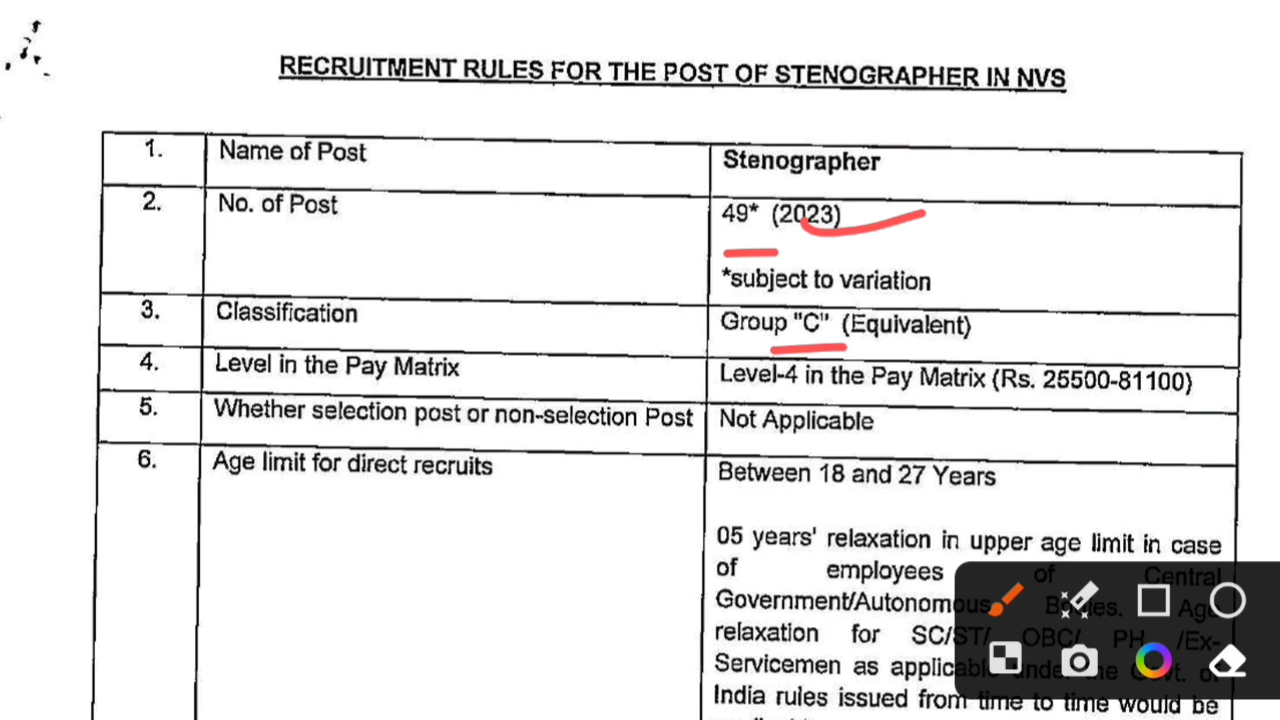 RECRUITMENT RULES FOR THE POST OF STENOGRAPHER IN NVS
1. Name of Post Stenographer
2. No. of Post 49* (2023)
*subject to variation
3. Classification Group "C" (Equivalent)
4. Level in the Pay Matrix Level-4 in the Pay Matrix (Rs. 25500-81100)
5. Whether selection post or non-selection Post Not Applicable
6. Age limit for direct recruits Between 18 and 27 Years
05 years' relaxation in upper age limit in case
of employees of Central
Government/Autonomous Bodies. Age
relaxation for SC/ST/ OBC/ PH /Ex-
Servicemen as applicable under the Govt. of
India rules issued from time to time would be